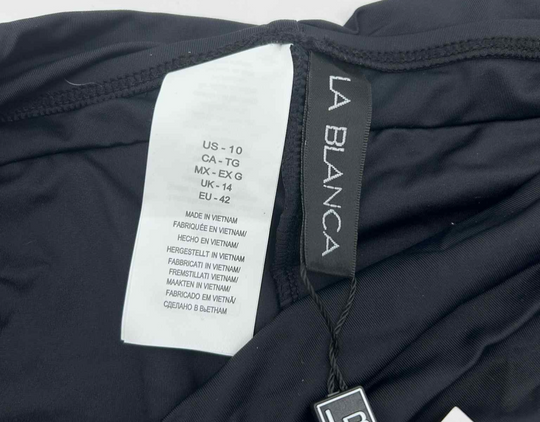 US - 10
CA - TG
MX - EX G
UK - 14
EU - 42
MADE IN VIETNAM/
FABRIQUÉE EN VIETNAM/
HECHO EN VIETNAM/
HERGESTELLT IN VIETNAM/
FABBRICATI IN VIETNAM/
FREMSTILLATI VIETNAM/
MAAKTEN IN VIETNAM/
FABRICADO EM VIETNÃ/
СДЕЛАНО В ВЬЕТНАМ
LA BLANCA
LB